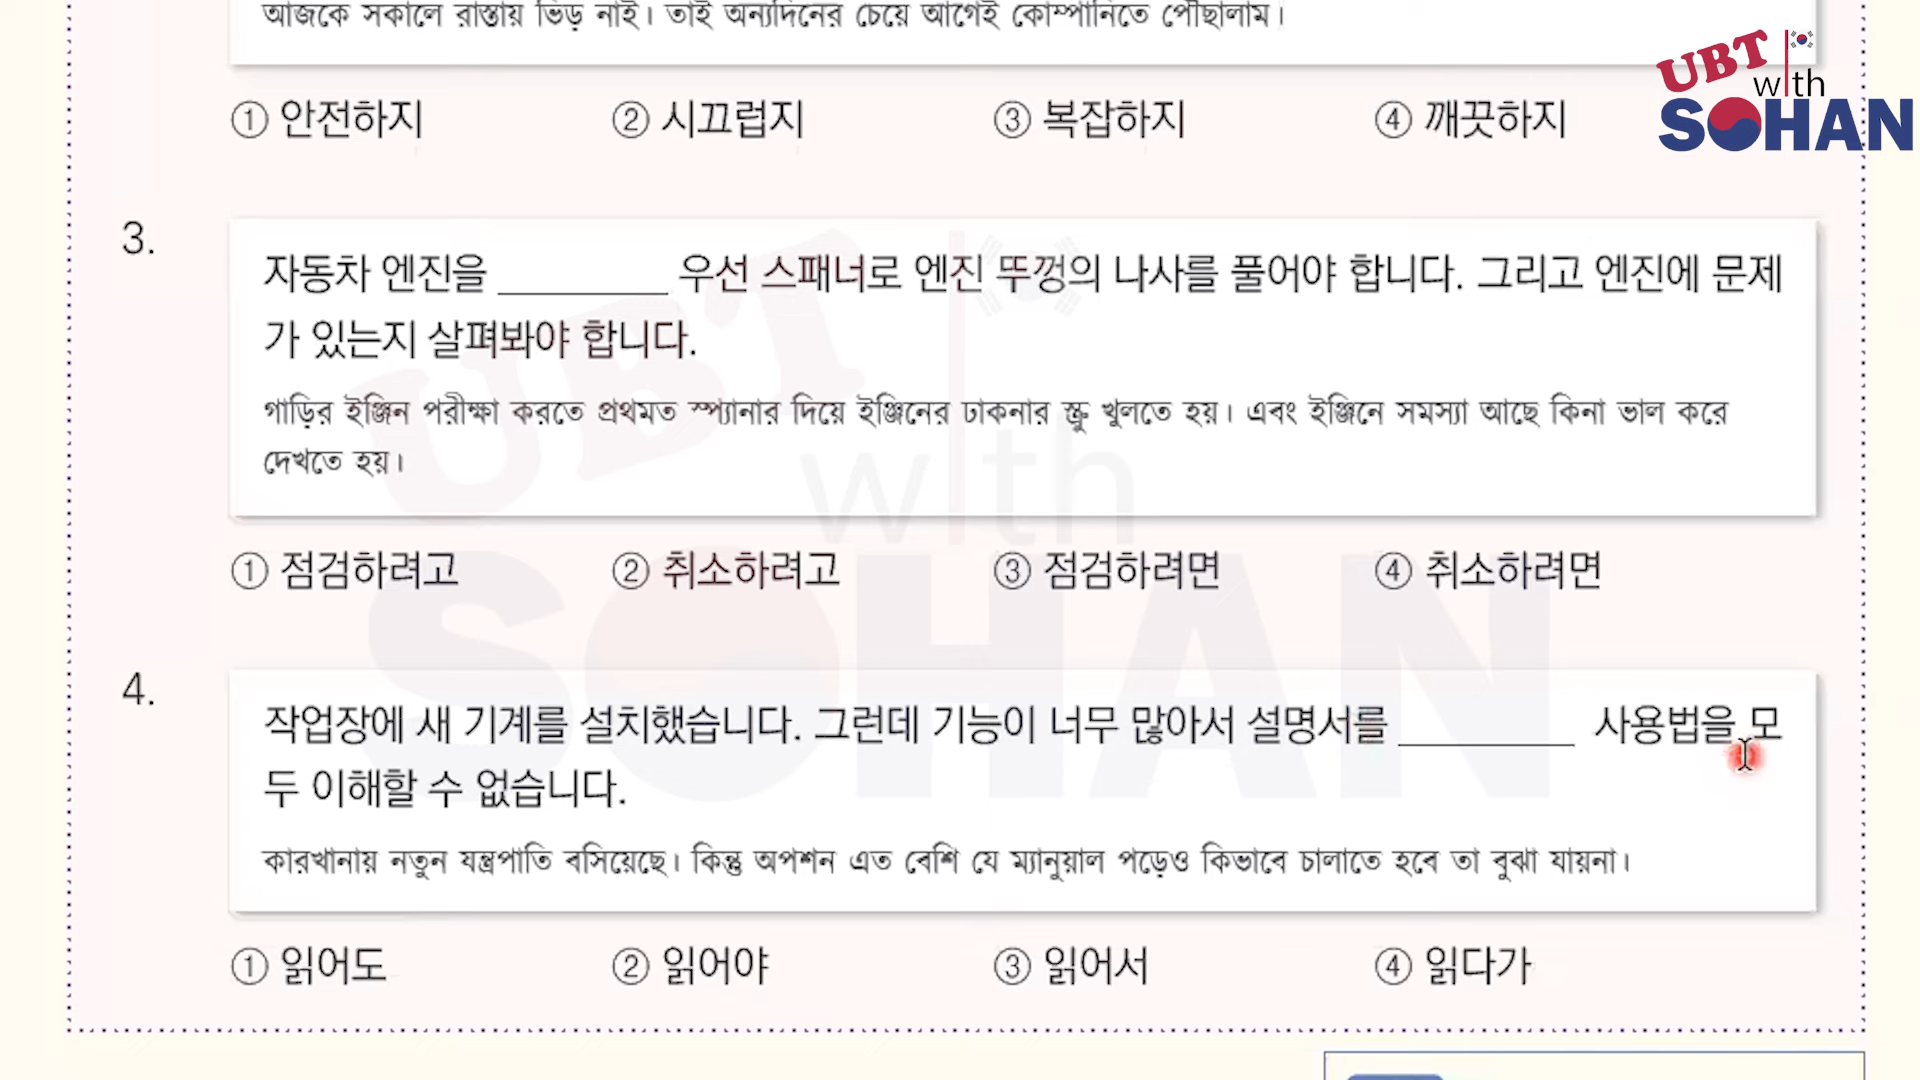 আজকে সকালে রাস্তায় ভিড় নাই। তাই অন্যদিনের চেয়ে আগেই কোম্পানিতে পৌঁছালাম।
UBT
with
SOHAN
① 안전하지 ② 시끄럽지 ③ 복잡하지 ④ 깨끗하지
3.
자동차 엔진을 __________ 우선 스패너로 엔진 뚜껑의 나사를 풀어야 합니다. 그리고 엔진에 문제
가 있는지 살펴봐야 합니다.
গাড়ির ইঞ্জিন পরীক্ষা করতে প্রথমত স্প্যানার দিয়ে ইঞ্জিনের ঢাকনার স্ক্রু খুলতে হয়। এবং ইঞ্জিনে সমস্যা আছে কিনা ভাল করে
দেখতে হয়।
① 점검하려고 ② 취소하려고 ③ 점검하려면 ④ 취소하려면
4.
작업장에 새 기계를 설치했습니다. 그런데 기능이 너무 많아서 설명서를 __________ 사용법을 모
두 이해할 수 없습니다.
কারখানায় নতুন যন্ত্রপাতি বসিয়েছে। কিন্তু অপশন এত বেশি যে ম্যানুয়াল পড়েও কিভাবে চালাতে হবে তা বুঝা যায়না।
① 읽어도 ② 읽어야 ③ 읽어서 ④ 읽다가
UBT
with
SOHAN